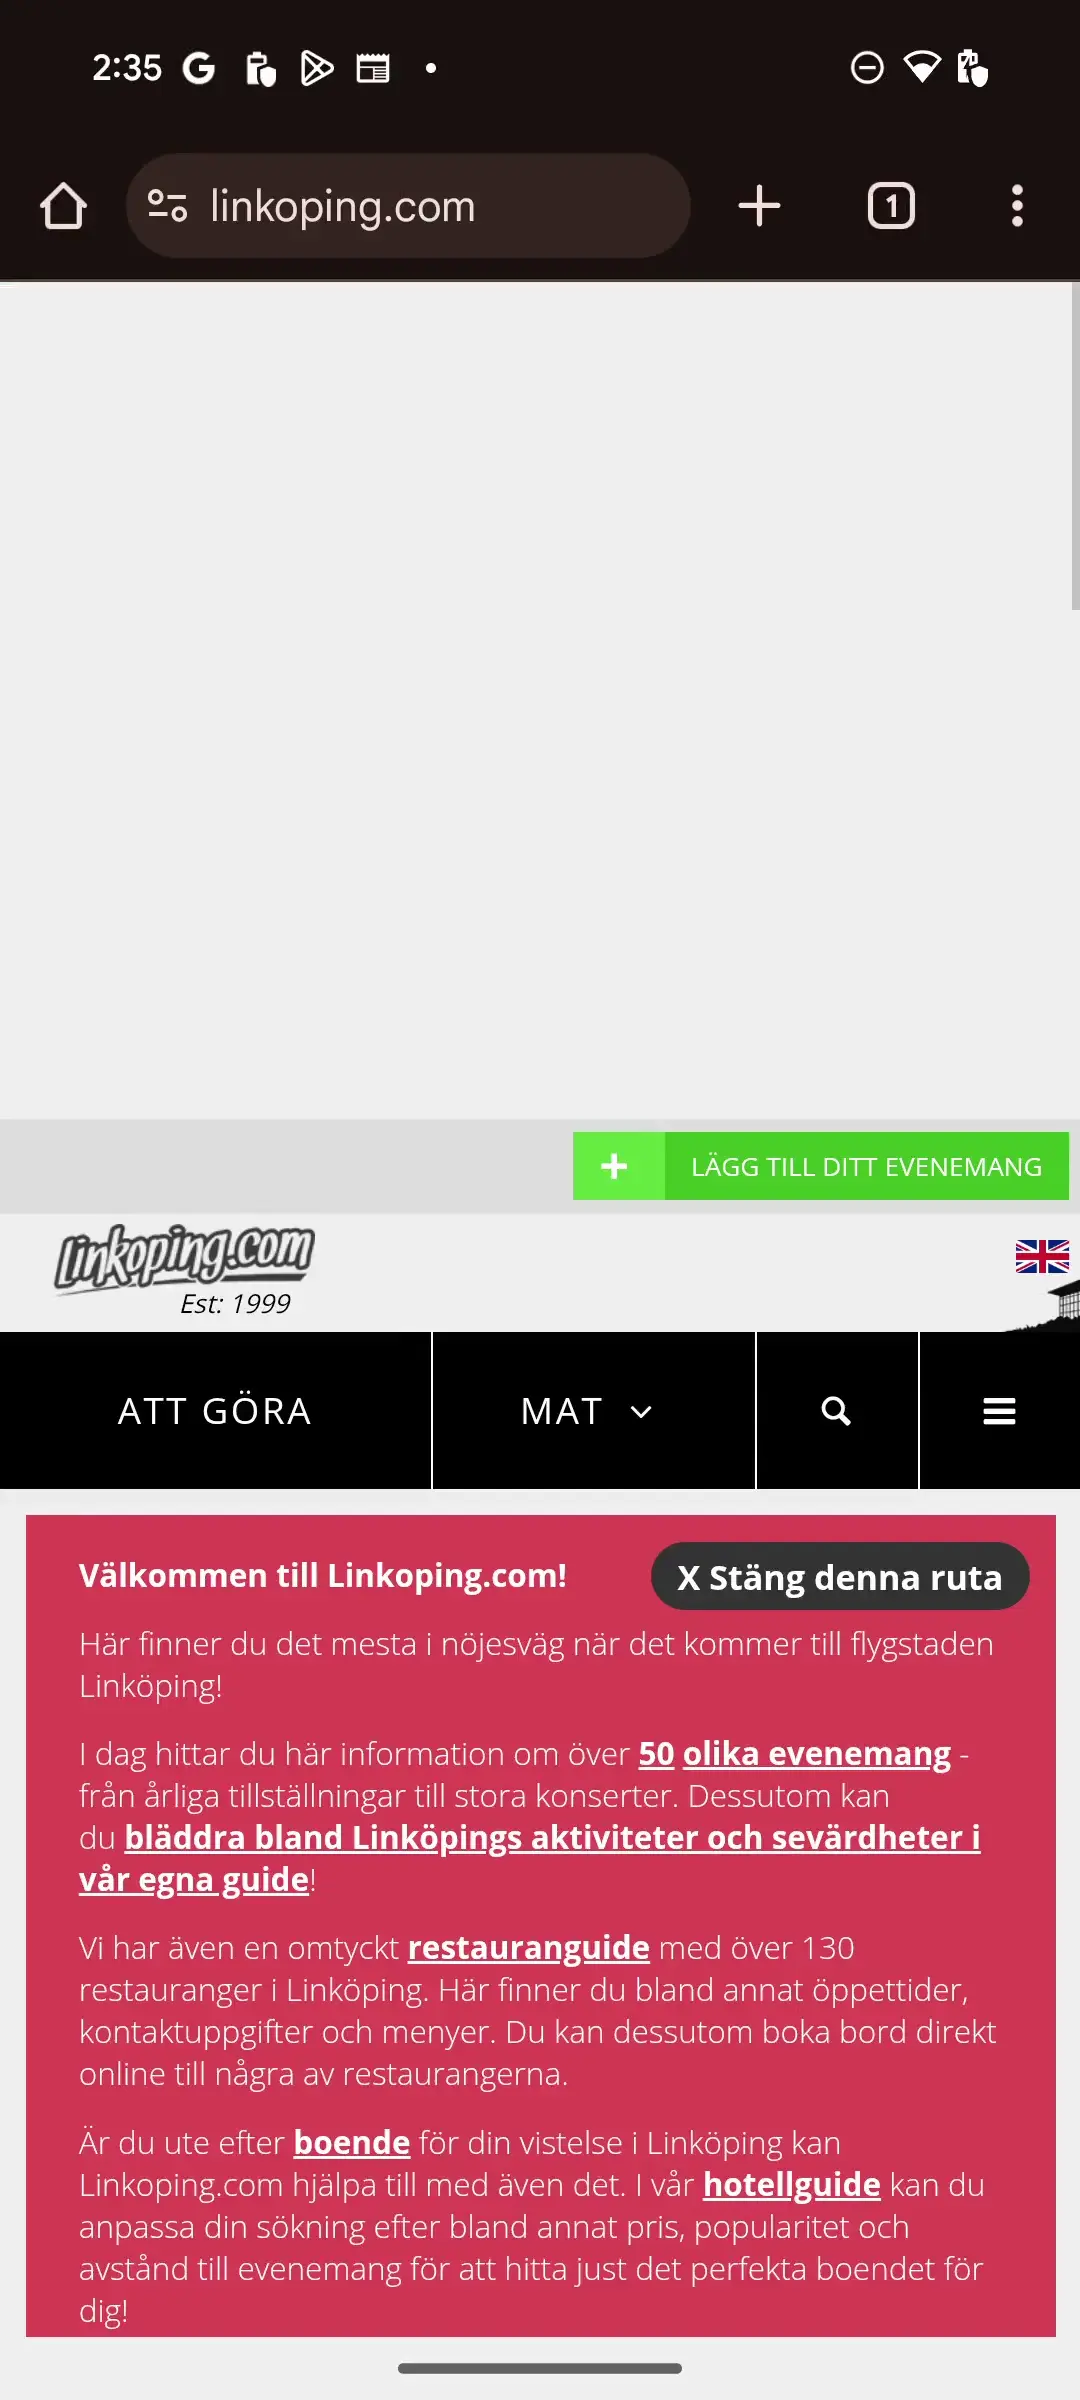 2:35
linkoping.com
1
+ LÄGG TILL DITT EVENEMANG
linkoping.com
Est: 1999
ATT GÖRA MAT
Välkommen till Linkoping.com!
X Stäng denna ruta
Här finner du det mesta i nöjesväg när det kommer till flygstaden
Linköping!
I dag hittar du här information om över 50 olika evenemang -
från årliga tillställningar till stora konserter. Dessutom kan
du bläddra bland Linköpings aktiviteter och sevärdheter i
vår egna guide!
Vi har även en omtyckt restauranguide med över 130
restauranger i Linköping. Här finner du bland annat öppettider,
kontaktuppgifter och menyer. Du kan dessutom boka bord direkt
online till några av restaurangerna.
Är du ute efter boende för din vistelse i Linköping kan
Linkoping.com hjälpa till med även det. I vår hotellguide kan du
anpassa din sökning efter bland annat pris, popularitet och
avstånd till evenemang för att hitta just det perfekta boendet för
dig!